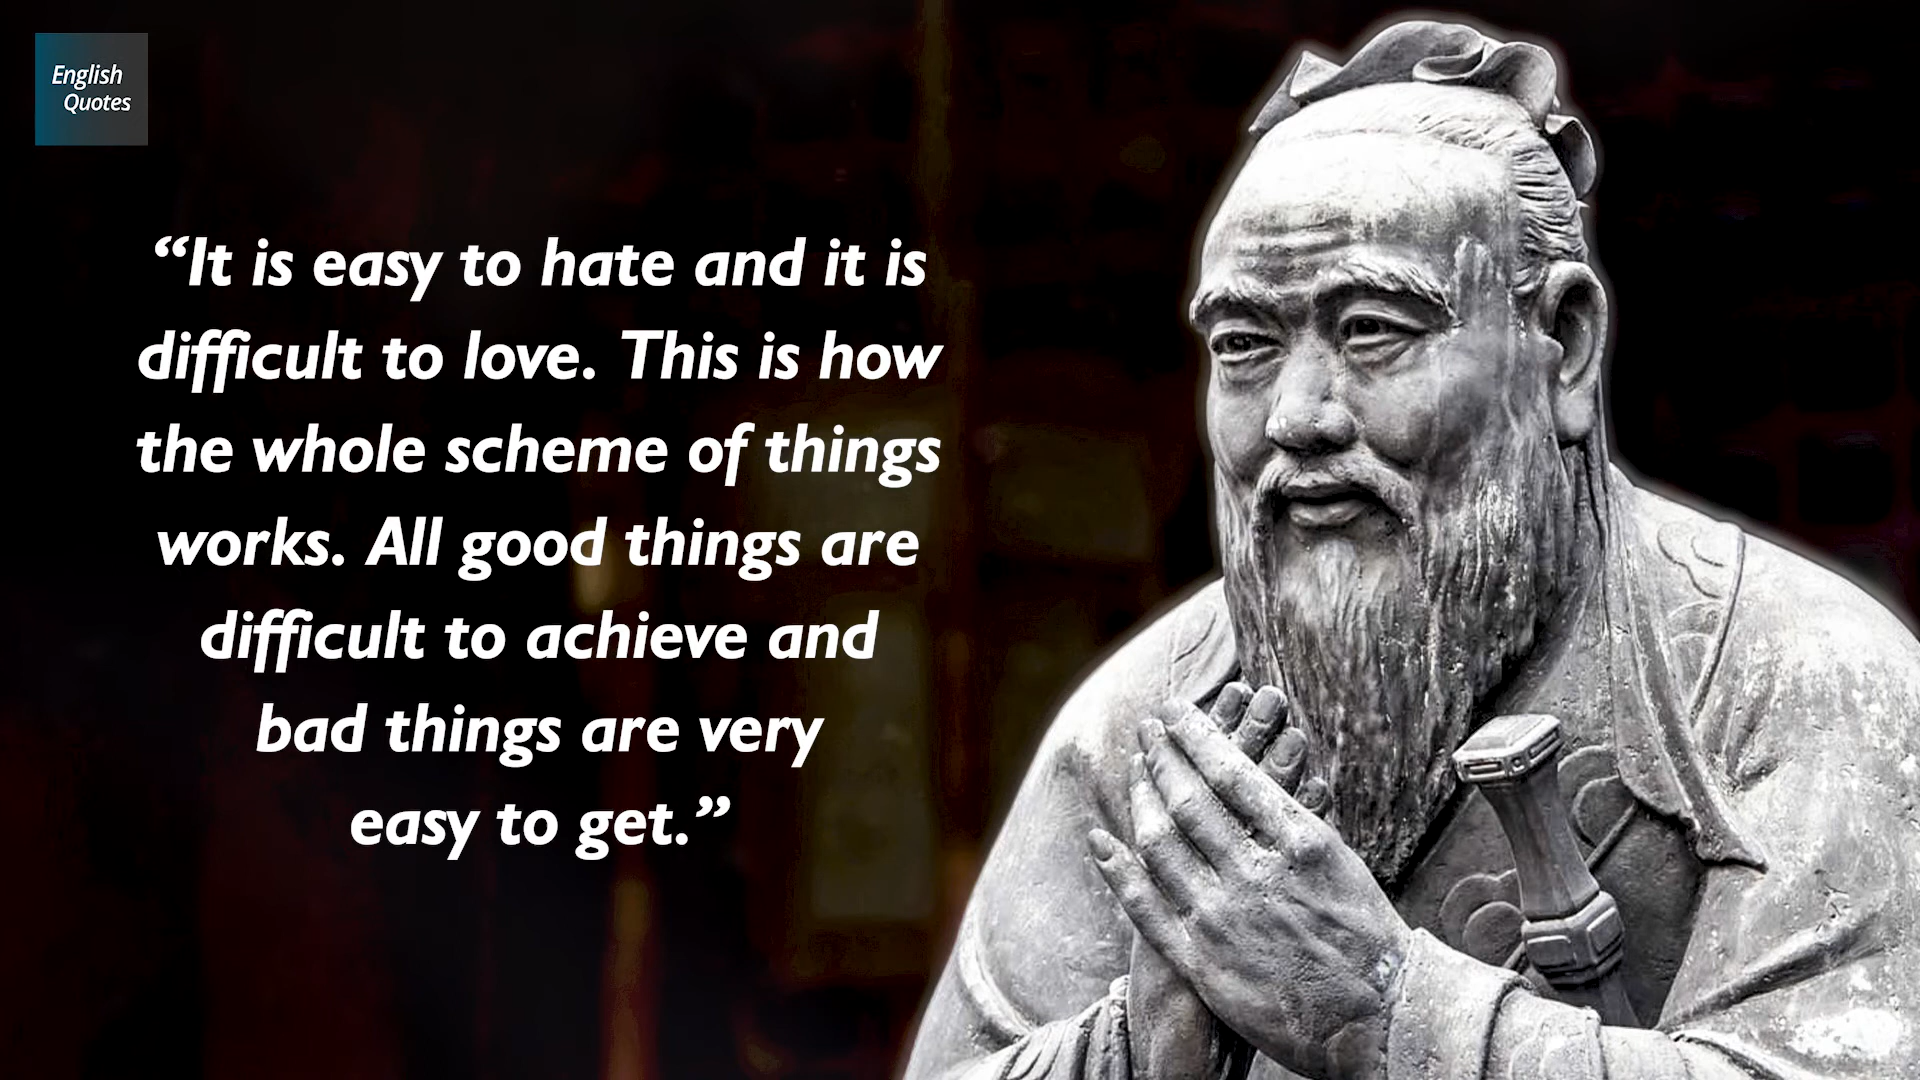 English
Quotes
“It is easy to hate and it is
difficult to love. This is how
the whole scheme of things
works. All good things are
difficult to achieve and
bad things are very
easy to get.”